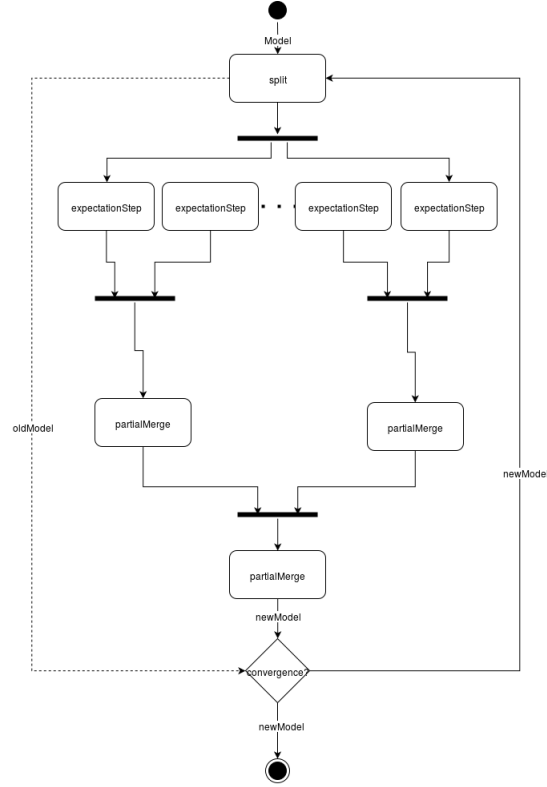 Model
split
expectationStep
expectationStep
expectationStep
expectationStep
partialMerge
partialMerge
oldModel
newModel
partialMerge
newModel
convergence?
newModel